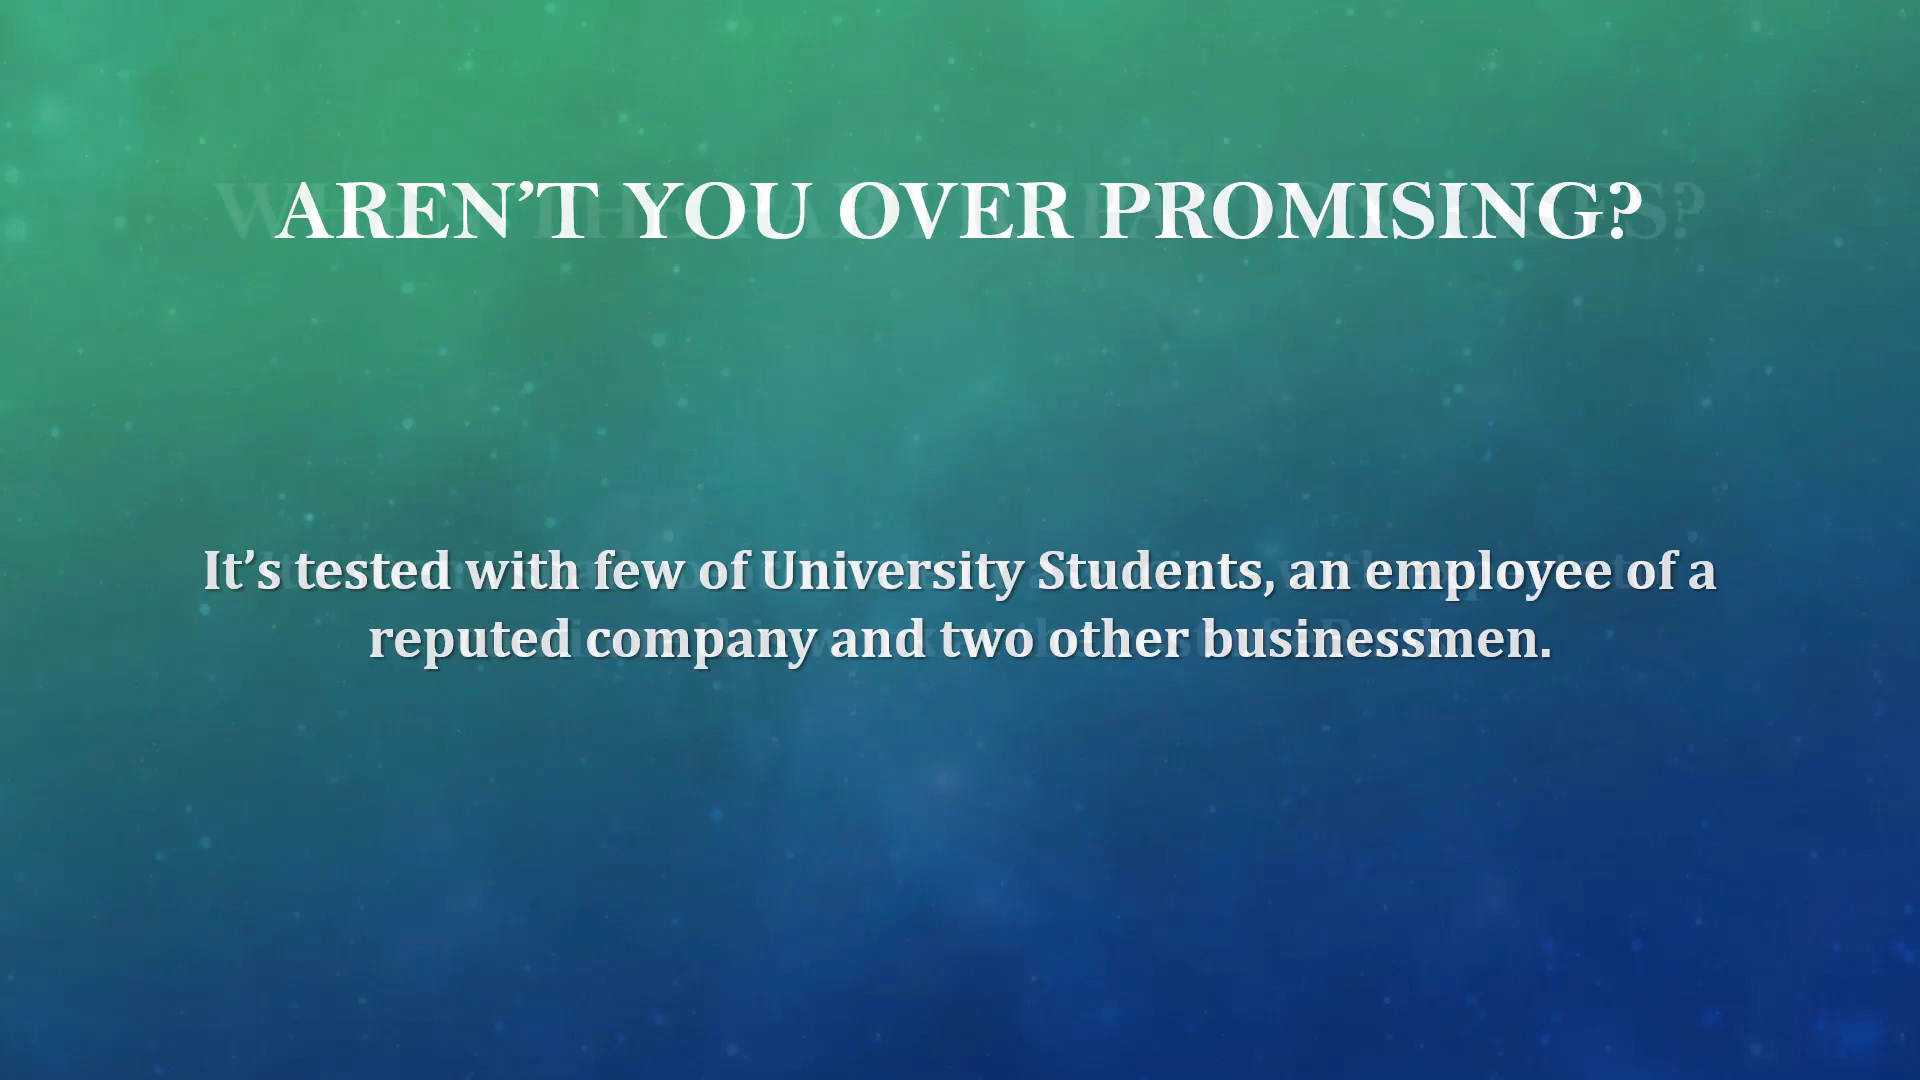 AREN’T YOU OVER PROMISING?
It’s tested with few of University Students, an employee of a
reputed company and two other businessmen.